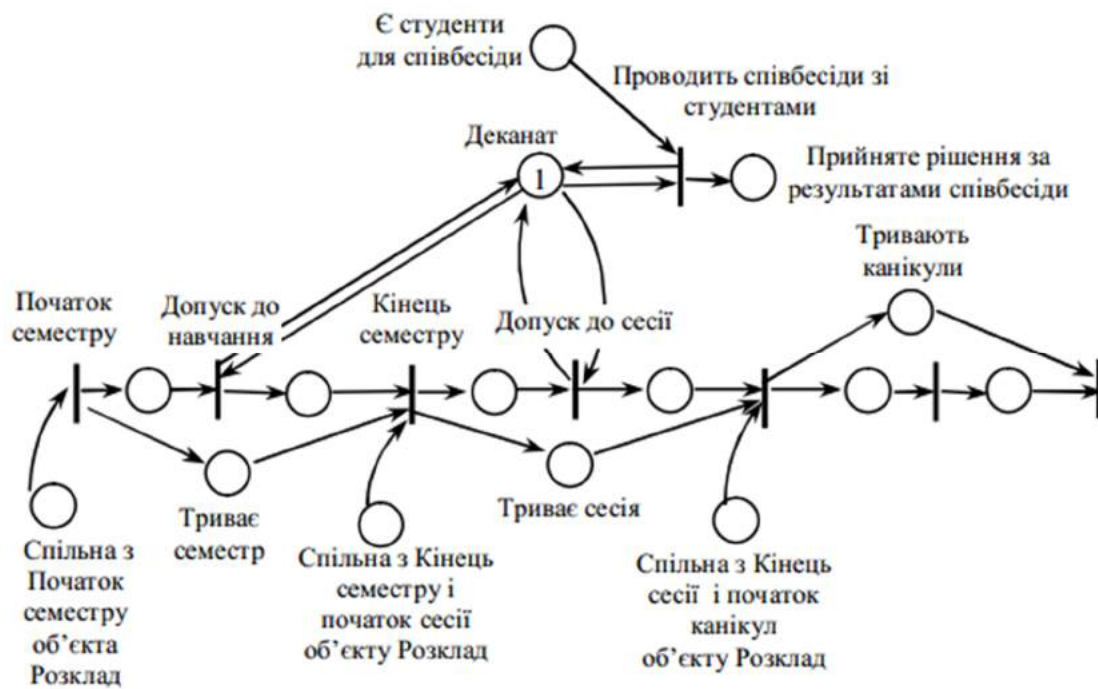 Є студенти
для співбесіди
Проводить співбесіди зі
студентами
Деканат
1
Прийняте рішення за
результатами співбесіди
Тривають
канікули
Початок
семестру
Допуск до
навчання
Кінець
семестру
Допуск до сесії
Триває
семестр
Триває сесія
Спільна з
Початок
семестру
об’єкта
Розклад
Спільна з Кінець
семестру і
початок сесії
об’єкту Розклад
Спільна з Кінець
сесії і початок
канікул
об’єкту Розклад